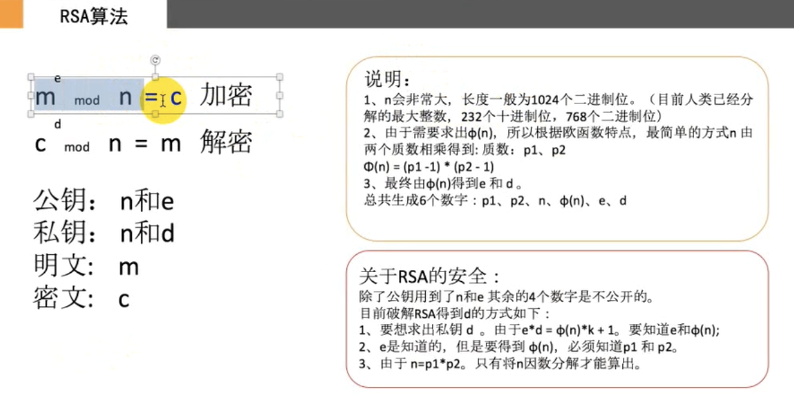 RSA算法
m^e mod n = c 加密
c^d mod n = m 解密
公钥： n和e
私钥： n和d
明文: m
密文: c
说明：
1、n会非常大，长度一般为1024个二进制位。（目前人类已经分
解的最大整数，232个十进制位，768个二进制位）
2、由于需要求出φ(n)，所以根据欧函数特点，最简单的方式n 由
两个质数相乘得到: 质数：p1、p2
Φ(n) = (p1 -1) * (p2 - 1)
3、最终由φ(n)得到e 和 d 。
总共生成6个数字：p1、p2、n、φ(n)、e、d
关于RSA的安全：
除了公钥用到了n和e 其余的4个数字是不公开的。
目前破解RSA得到d的方式如下：
1、要想求出私钥 d 。由于e*d = φ(n)*k + 1。要知道e和φ(n);
2、e是知道的，但是要得到 φ(n)，必须知道p1 和 p2。
3、由于 n=p1*p2。只有将n因数分解才能算出。